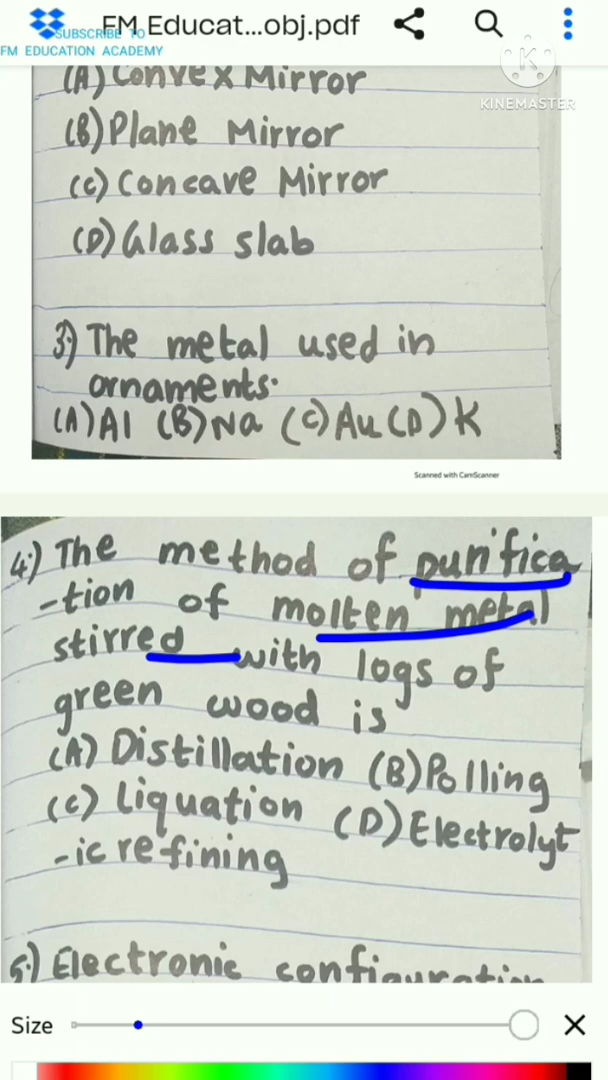 FM Educat...obj.pdf
SUBSCRIBE TO
FM EDUCATION ACADEMY
KINEMASTER
(A) Convex Mirror
(B) Plane Mirror
(C) Concave Mirror
(D) Glass slab
3) The metal used in
ornaments.
(A) Al (B) Na (C) Au (D) K
Scanned with CamScanner
4) The method of purifica
-tion of molten metal
stirred with logs of
green wood is
(A) Distillation (B) Polling
(C) Liquation (D) Electrolyt
-ic refining
5) Electronic configuration
Size